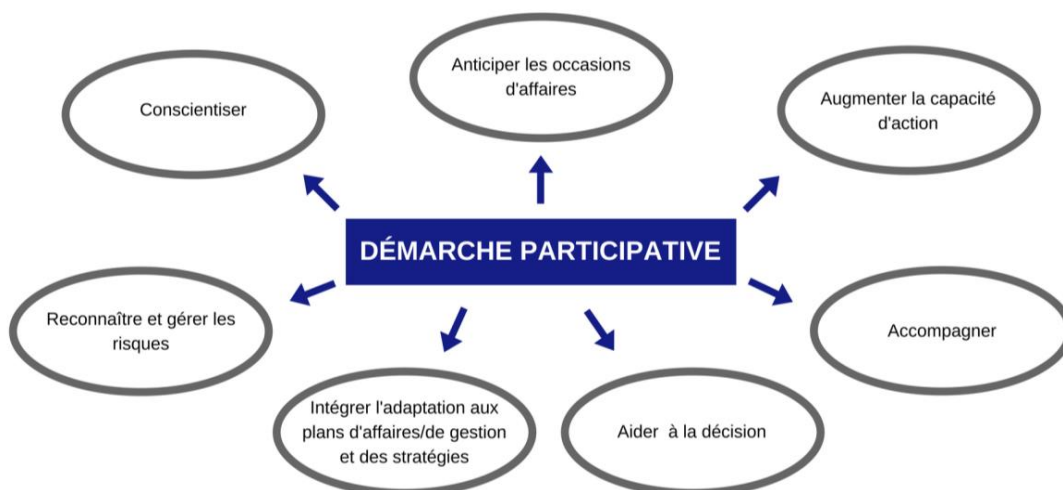 Conscientiser
Anticiper les occasions
d'affaires
Augmenter la capacité
d'action
DÉMARCHE PARTICIPATIVE
Reconnaître et gérer les
risques
Accompagner
Intégrer l'adaptation aux
plans d'affaires/de gestion
et des stratégies
Aider à la décision